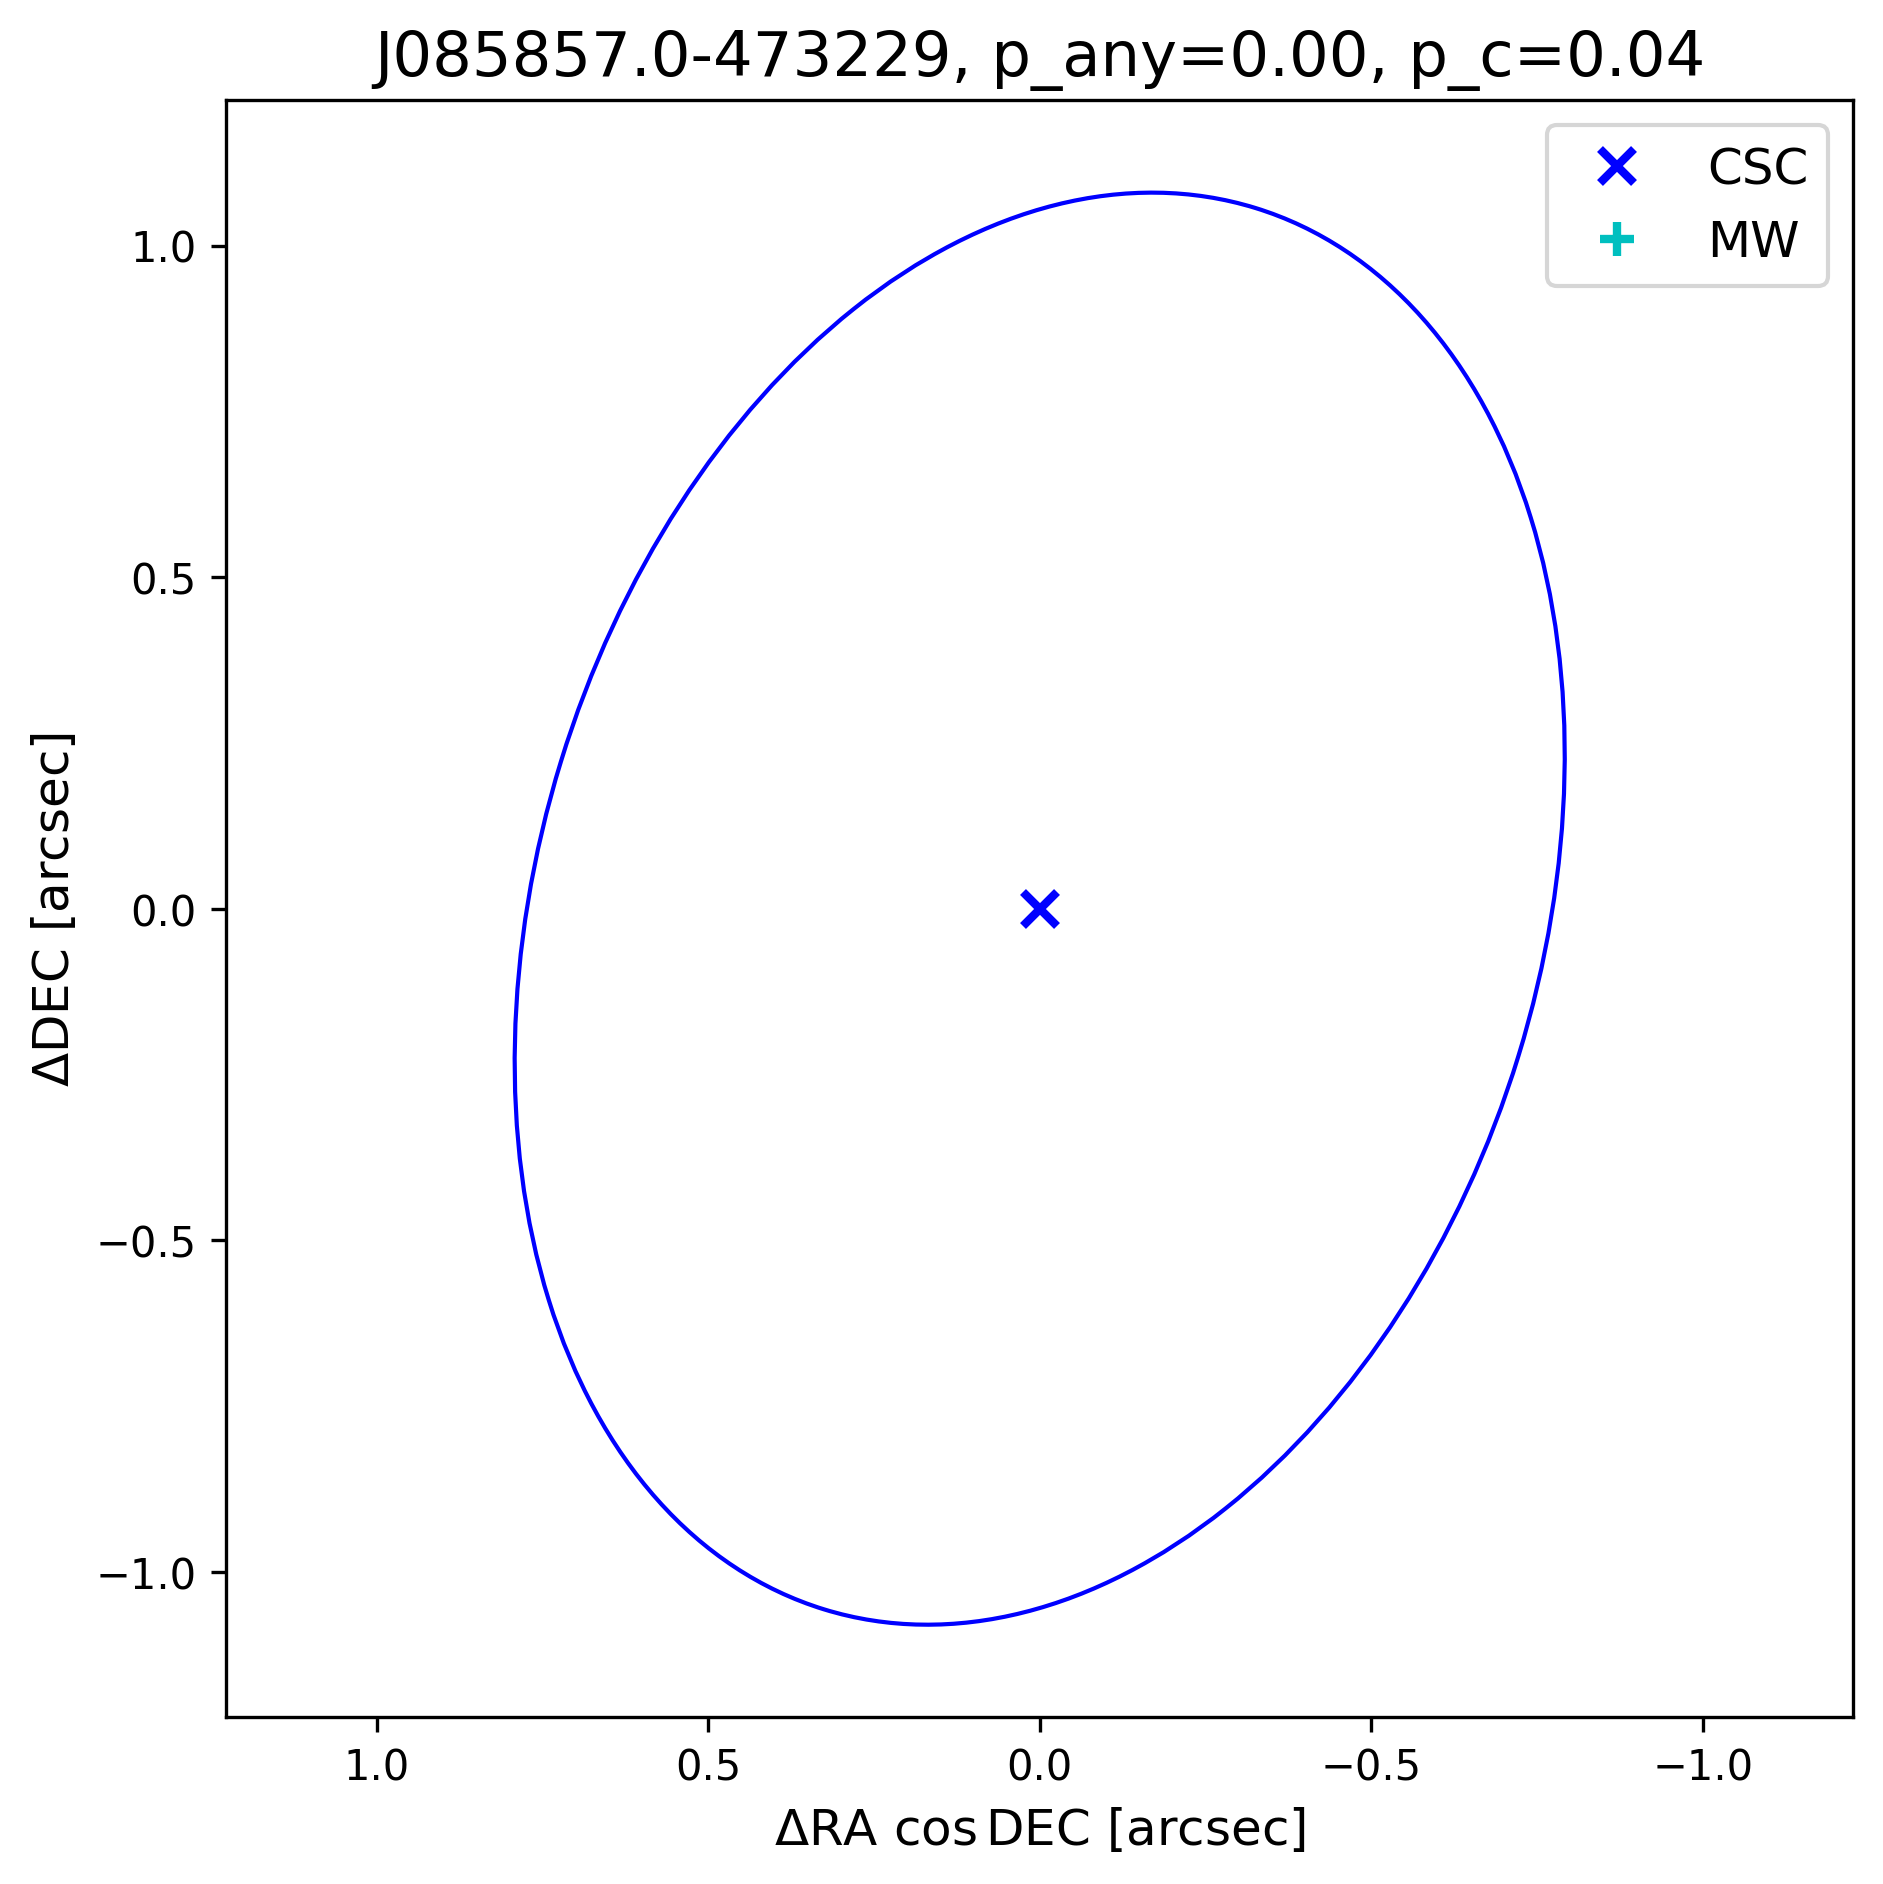 J085857.0-473229, p_any=0.00, p_c=0.04
CSC
MW
1.0
0.5
0.0
−0.5
−1.0
ΔDEC [arcsec]
1.0 0.5 0.0 −0.5 −1.0
ΔRA cos DEC [arcsec]